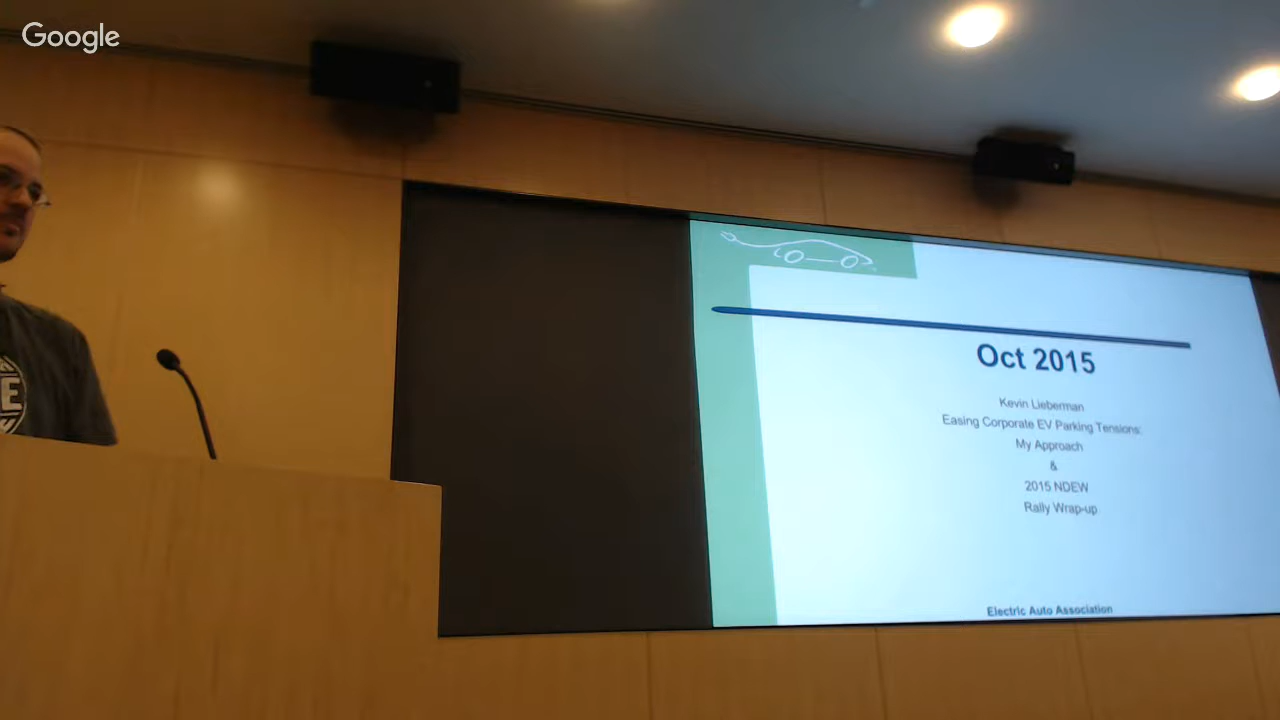 Google
Oct 2015
Kevin Lieberman
Easing Corporate EV Parking Tensions:
My Approach
&
2015 NDEW
Rally Wrap-up
Electric Auto Association
E